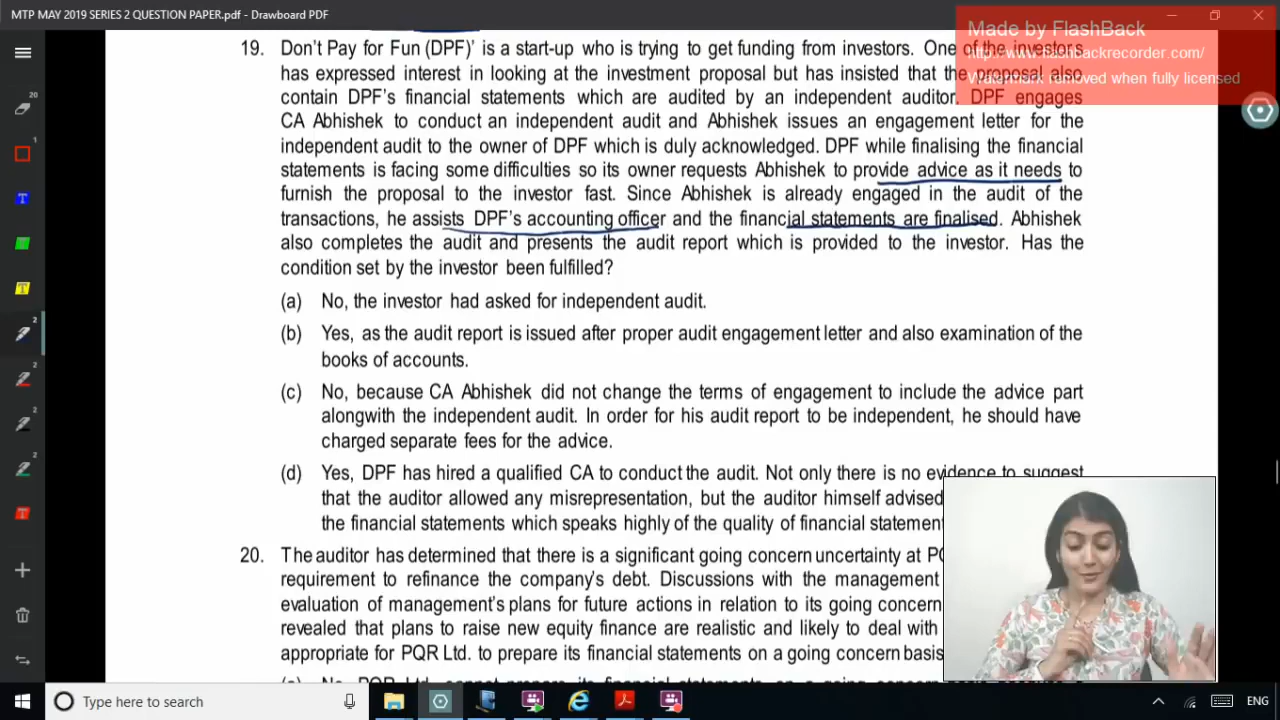 MTP MAY 2019 SERIES 2 QUESTION PAPER.pdf - Drawboard PDF
Made by FlashBack
http://www.flashbackrecorder.com/
Watermark removed when fully licensed
19. Don't Pay for Fun (DPF)' is a start-up who is trying to get funding from investors. One of the investors
has expressed interest in looking at the investment proposal but has insisted that the proposal also
contain DPF's financial statements which are audited by an independent auditor. DPF engages
CA Abhishek to conduct an independent audit and Abhishek issues an engagement letter for the
independent audit to the owner of DPF which is duly acknowledged. DPF while finalising the financial
statements is facing some difficulties so its owner requests Abhishek to provide advice as it needs to
furnish the proposal to the investor fast. Since Abhishek is already engaged in the audit of the
transactions, he assists DPF's accounting officer and the financial statements are finalised. Abhishek
also completes the audit and presents the audit report which is provided to the investor. Has the
condition set by the investor been fulfilled?
(a) No, the investor had asked for independent audit.
(b) Yes, as the audit report is issued after proper audit engagement letter and also examination of the
books of accounts.
(c) No, because CA Abhishek did not change the terms of engagement to include the advice part
alongwith the independent audit. In order for his audit report to be independent, he should have
charged separate fees for the advice.
(d) Yes, DPF has hired a qualified CA to conduct the audit. Not only there is no evidence to suggest
that the auditor allowed any misrepresentation, but the auditor himself advised
the financial statements which speaks highly of the quality of financial statement
20. The auditor has determined that there is a significant going concern uncertainty at
requirement to refinance the company's debt. Discussions with the management
evaluation of management's plans for future actions in relation to its going concern
revealed that plans to raise new equity finance are realistic and likely to deal with
appropriate for PQR Ltd. to prepare its financial statements on a going concern basis
20
1
2
2
2
2
2
2
Type here to search
ENG